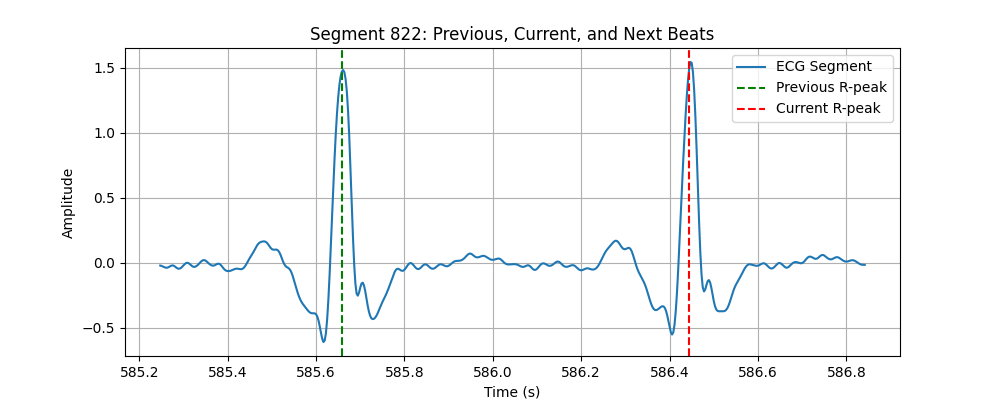 Segment 822: Previous, Current, and Next Beats
ECG Segment
Previous R-peak
Current R-peak
1.5
1.0
0.5
0.0
−0.5
Amplitude
585.2 585.4 585.6 585.8 586.0 586.2 586.4 586.6 586.8
Time (s)